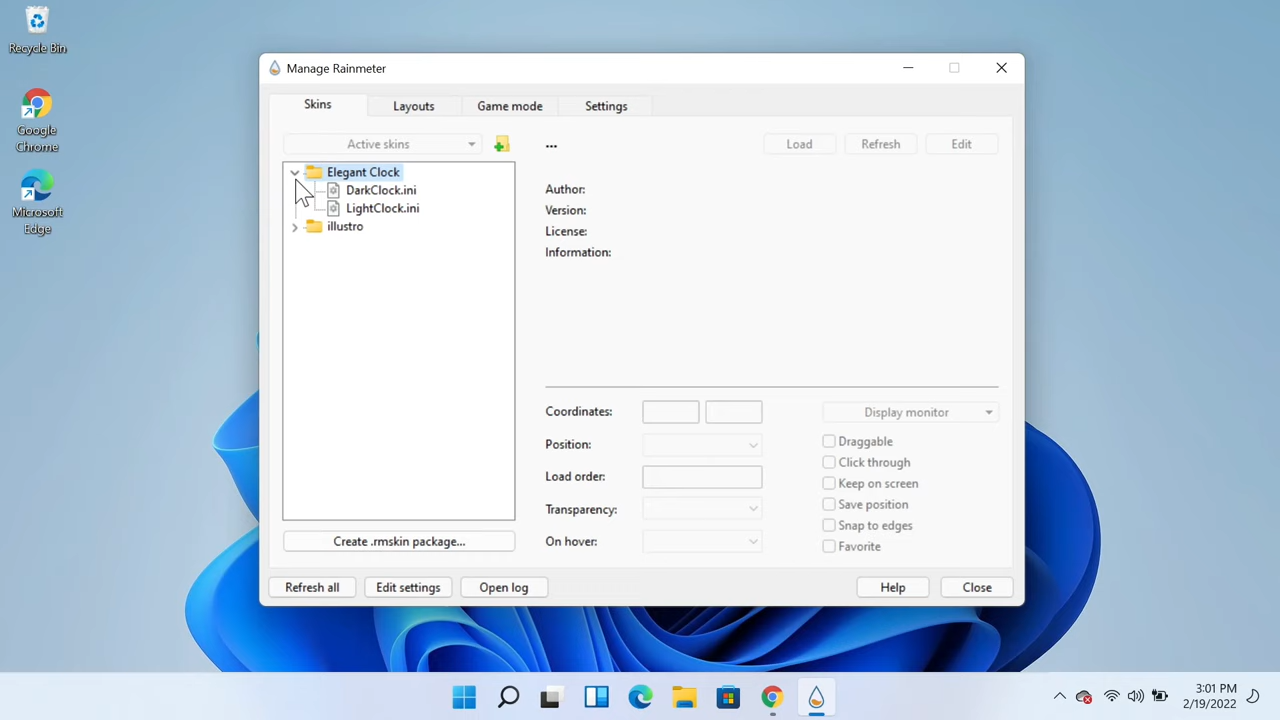 Recycle Bin
Google
Chrome
Microsoft
Edge
Manage Rainmeter
Skins
Layouts
Game mode
Settings
Active skins
...
Load
Refresh
Edit
Elegant Clock
DarkClock.ini
LightClock.ini
illustro
Author:
Version:
License:
Information:
Coordinates:
Display monitor
Position:
Load order:
Transparency:
On hover:
Draggable
Click through
Keep on screen
Save position
Snap to edges
Favorite
Create .rmskin package...
Refresh all
Edit settings
Open log
Help
Close
3:01 PM
2/19/2022